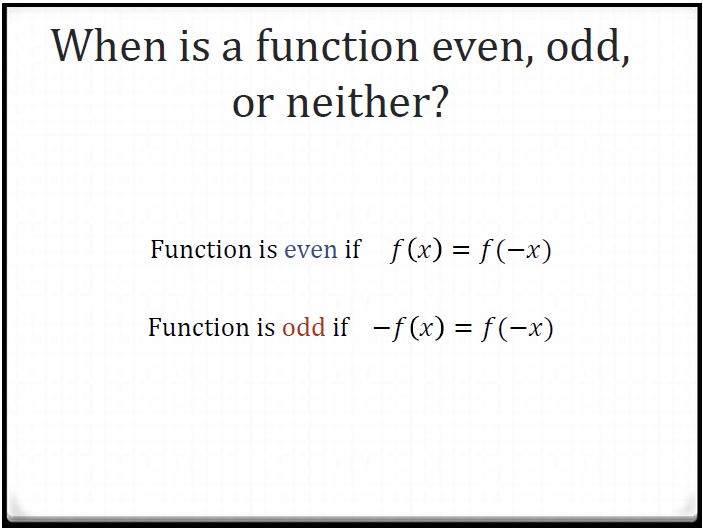 When is a function even, odd,
or neither?
Function is even if f(x) = f(−x)
Function is odd if −f(x) = f(−x)